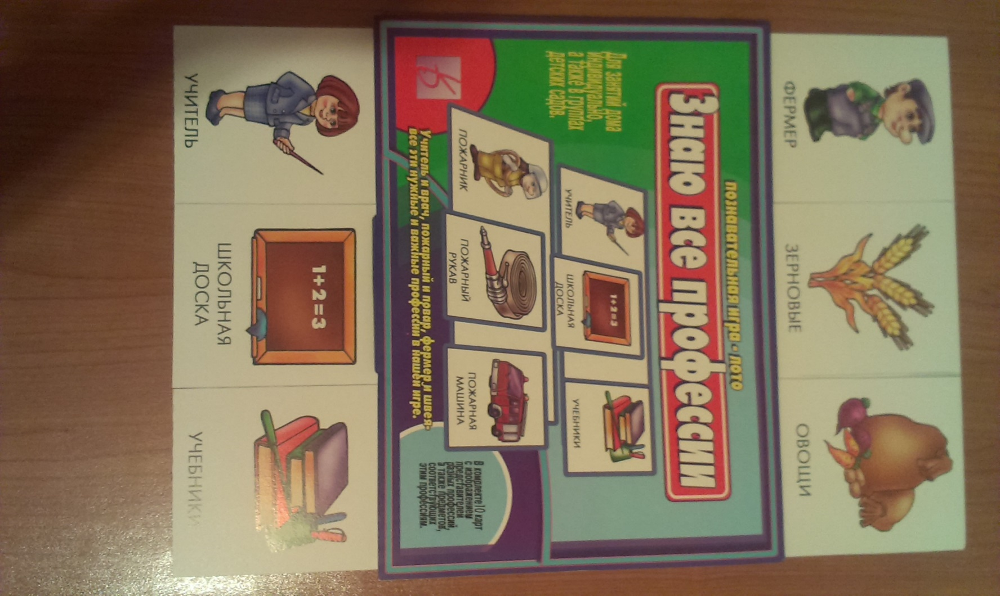 ФЕРМЕР
ЗЕРНОВЫЕ
ОВОЩИ
ПОЗНАВАТЕЛЬНАЯ ИГРА - ЛОТО
Знаю все профессии
Для занятий дома
индивидуально,
а также в группах
детских садов.
1+2=3
УЧИТЕЛЬ
ШКОЛЬНАЯ
ДОСКА
УЧЕБНИКИ
ПОЖАРНИК
ПОЖАРНЫЙ
РУКАВ
ПОЖАРНАЯ
МАШИНА
Учитель и врач, пожарный и повар, фермер и швея-
все эти нужные и важные профессии в нашей игре.
В комплекте 10 карт
с изображением
представителей
разных профессий,
а также предметов,
соответствующих
этим профессиям.
1+2=3
УЧИТЕЛЬ
ШКОЛЬНАЯ
ДОСКА
УЧЕБНИКИ